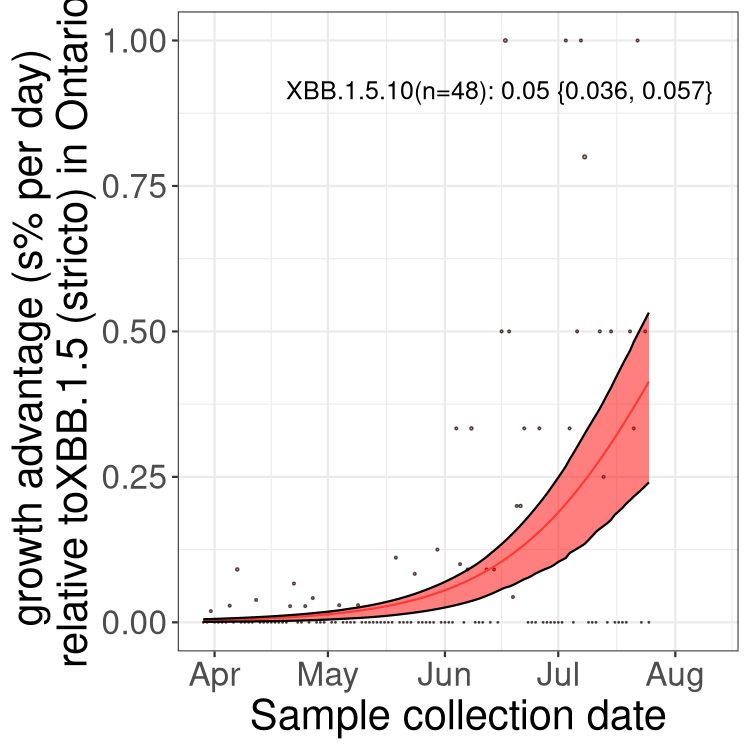 growth advantage (s% per day)
relative toXBB.1.5 (stricto) in Ontario
1.00
0.75
0.50
0.25
0.00
XBB.1.5.10(n=48): 0.05 {0.036, 0.057}
Apr
May
Jun
Jul
Aug
Sample collection date